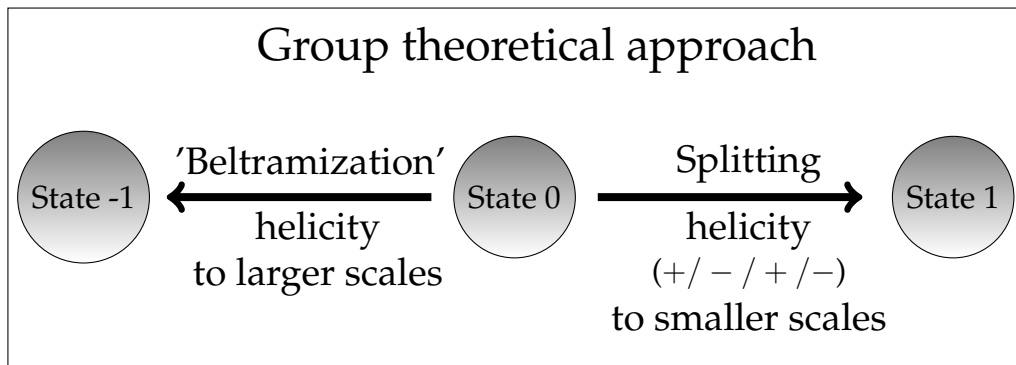 Group theoretical approach
'Beltramization'
Splitting
State -1
State 0
State 1
helicity
to larger scales
helicity
(+/ − / + /−)
to smaller scales